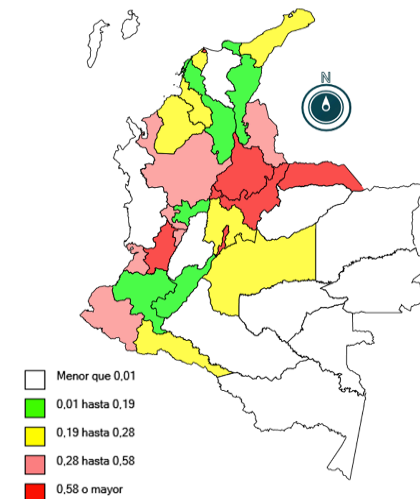 N
Menor que 0,01
0,01 hasta 0,19
0,19 hasta 0,28
0,28 hasta 0,58
0,58 o mayor